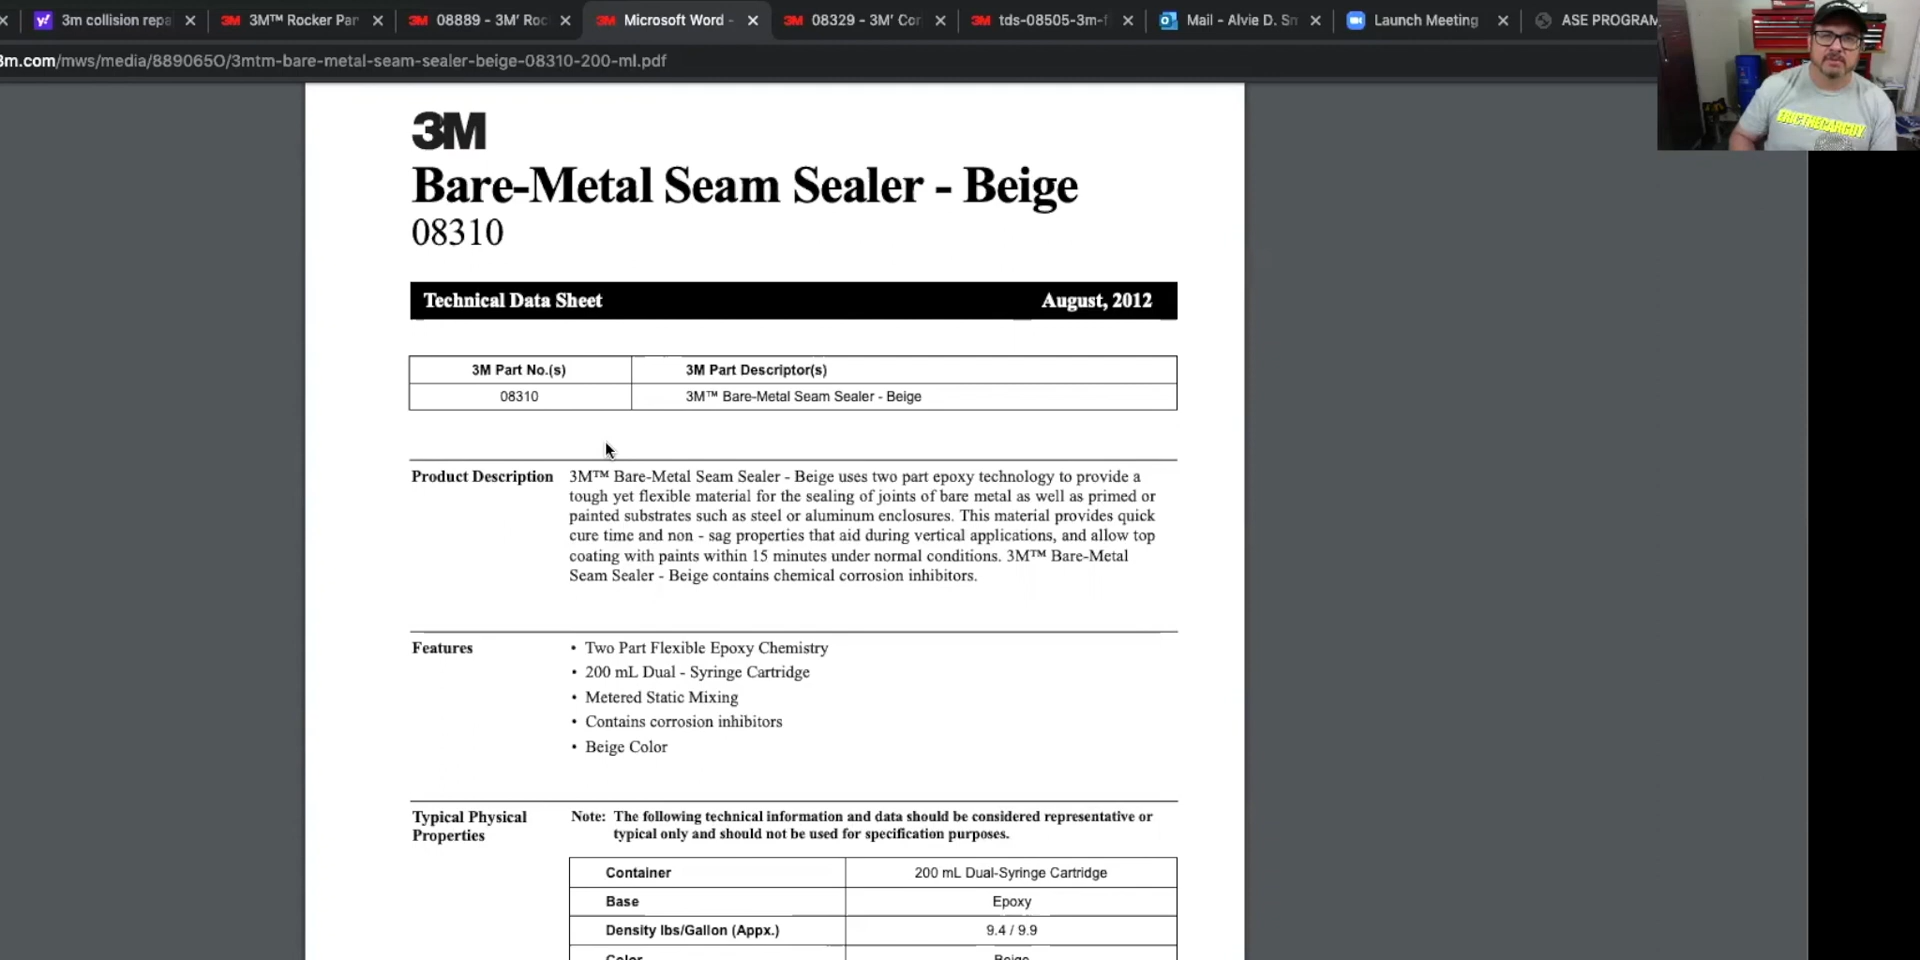 3m collision repa
3M™ Rocker Par
08889 - 3M’ Roc
Microsoft Word -
08329 - 3M’ Cor
tds-08505-3m-f
Mail - Alvie D. Sm
Launch Meeting
ASE PROGRAM
3m.com/mws/media/889065O/3mtm-bare-metal-seam-sealer-beige-08310-200-ml.pdf
ERICTHECARGUY
3M
Bare-Metal Seam Sealer - Beige
08310
Technical Data Sheet August, 2012
3M Part No.(s) 3M Part Descriptor(s)
08310 3M™ Bare-Metal Seam Sealer - Beige
Product Description 3M™ Bare-Metal Seam Sealer - Beige uses two part epoxy technology to provide a
tough yet flexible material for the sealing of joints of bare metal as well as primed or
painted substrates such as steel or aluminum enclosures. This material provides quick
cure time and non - sag properties that aid during vertical applications, and allow top
coating with paints within 15 minutes under normal conditions. 3M™ Bare-Metal
Seam Sealer - Beige contains chemical corrosion inhibitors.
Features • Two Part Flexible Epoxy Chemistry
• 200 mL Dual - Syringe Cartridge
• Metered Static Mixing
• Contains corrosion inhibitors
• Beige Color
Typical Physical Note: The following technical information and data should be considered representative or
Properties typical only and should not be used for specification purposes.
Container 200 mL Dual-Syringe Cartridge
Base Epoxy
Density lbs/Gallon (Appx.) 9.4 / 9.9
Color Beige